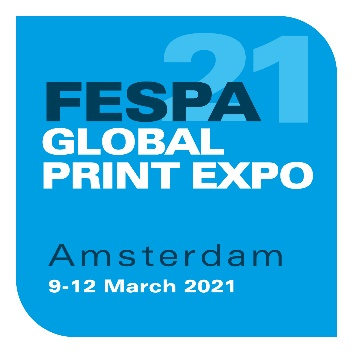 21
FESPA
GLOBAL
PRINT EXPO
Amsterdam
9-12 March 2021